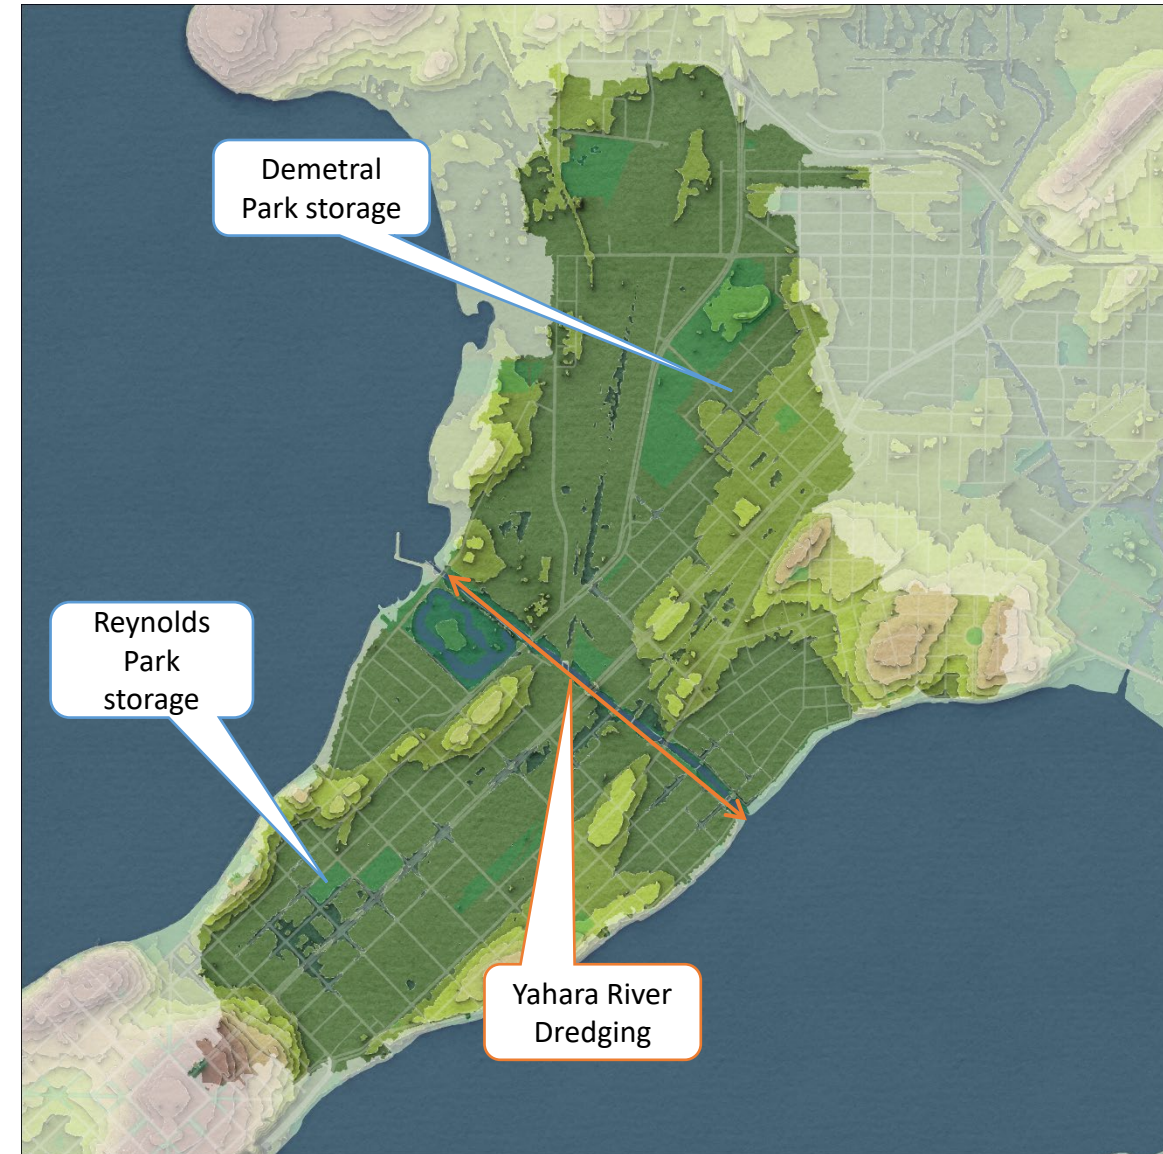 Demetral
Park storage
Reynolds
Park
storage
Yahara River
Dredging